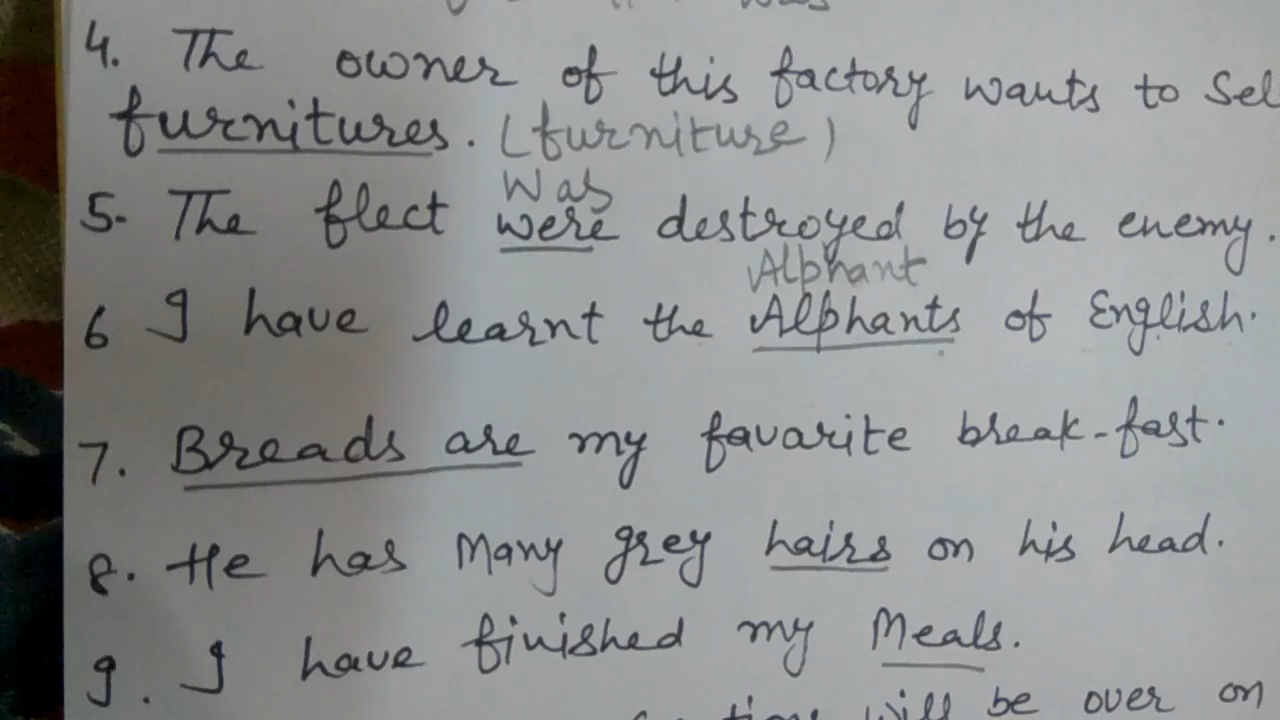 4. The owner of this factory wants to Sel
furnitures. (furniture)
Was
5. The flect were destroyed by the enemy.
Alphant
6 I have learnt the Alphants of English.
7. Breads are my favarite break-fast.
8. He has Many grey hairs on his head.
9. I have finished my Meals.
will be over on